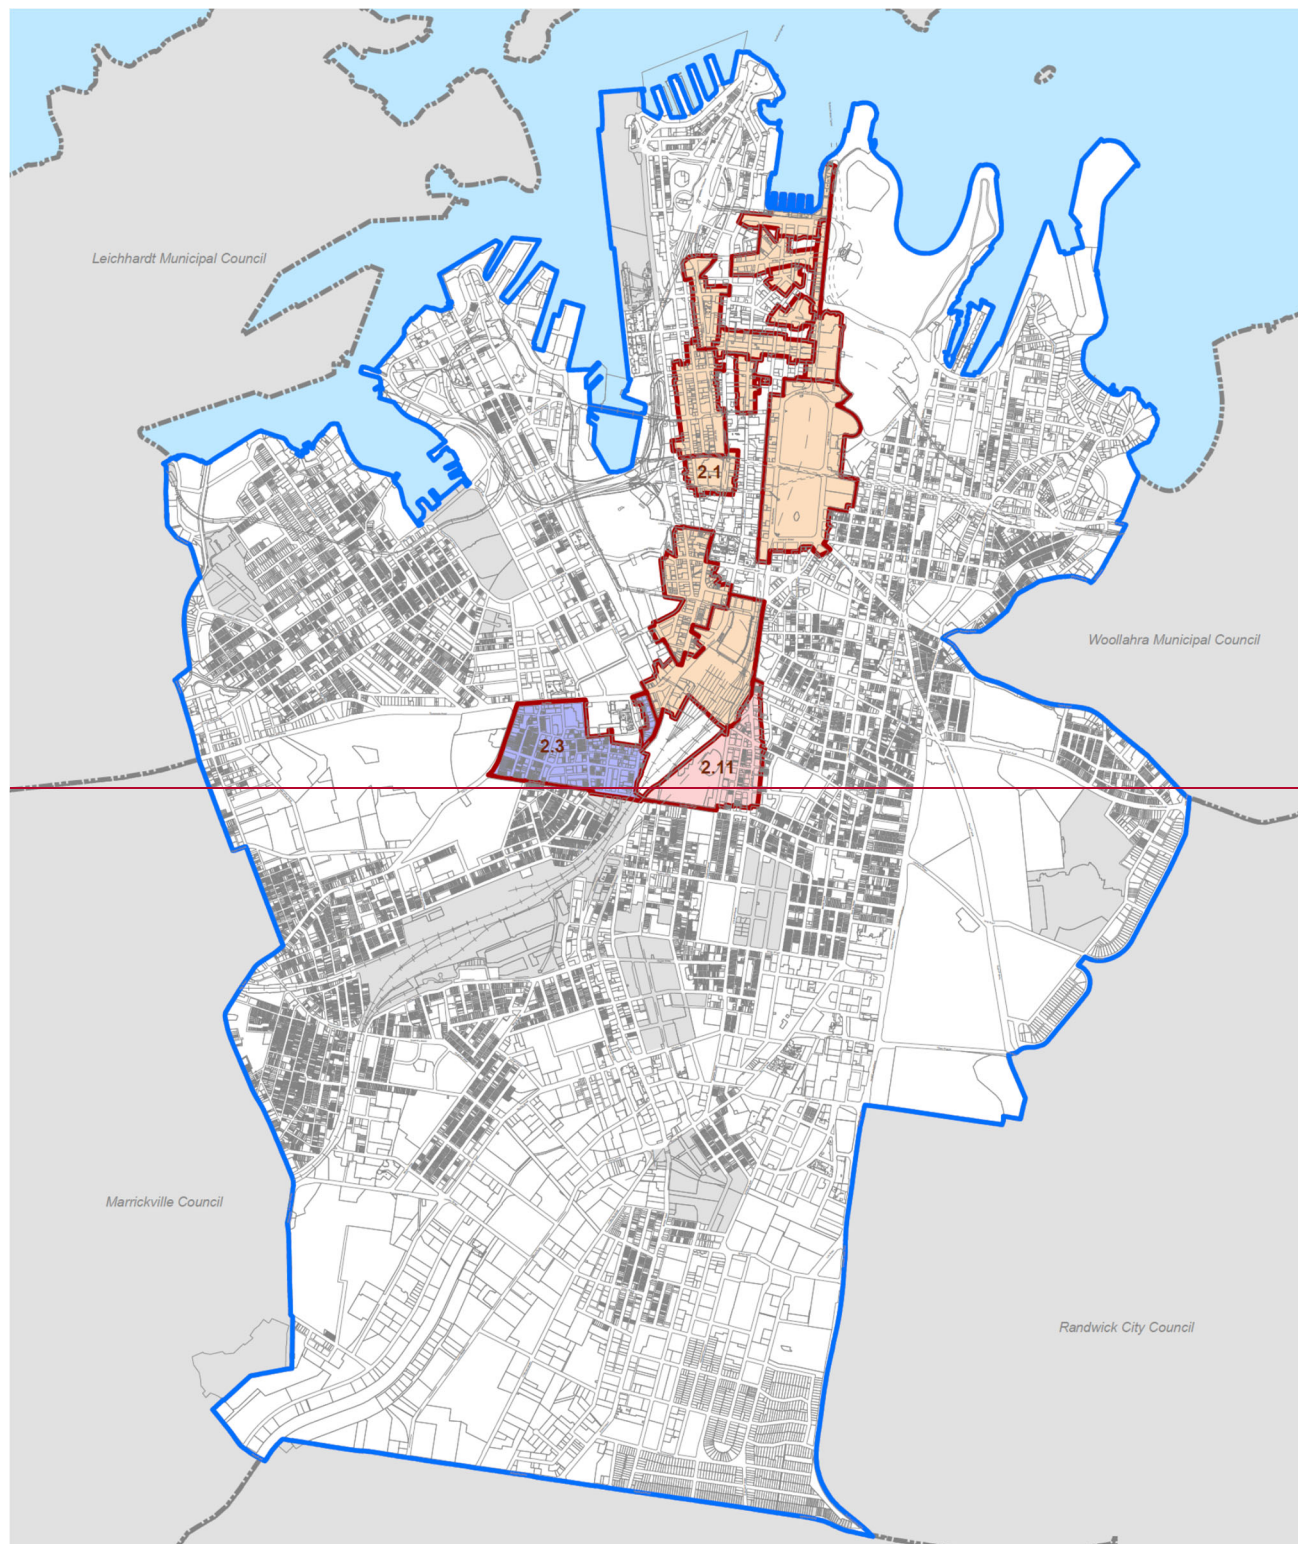 Leichhardt Municipal Council
2.1
Woollahra Municipal Council
2.3
2.11
Marrickville Council
Randwick City Council